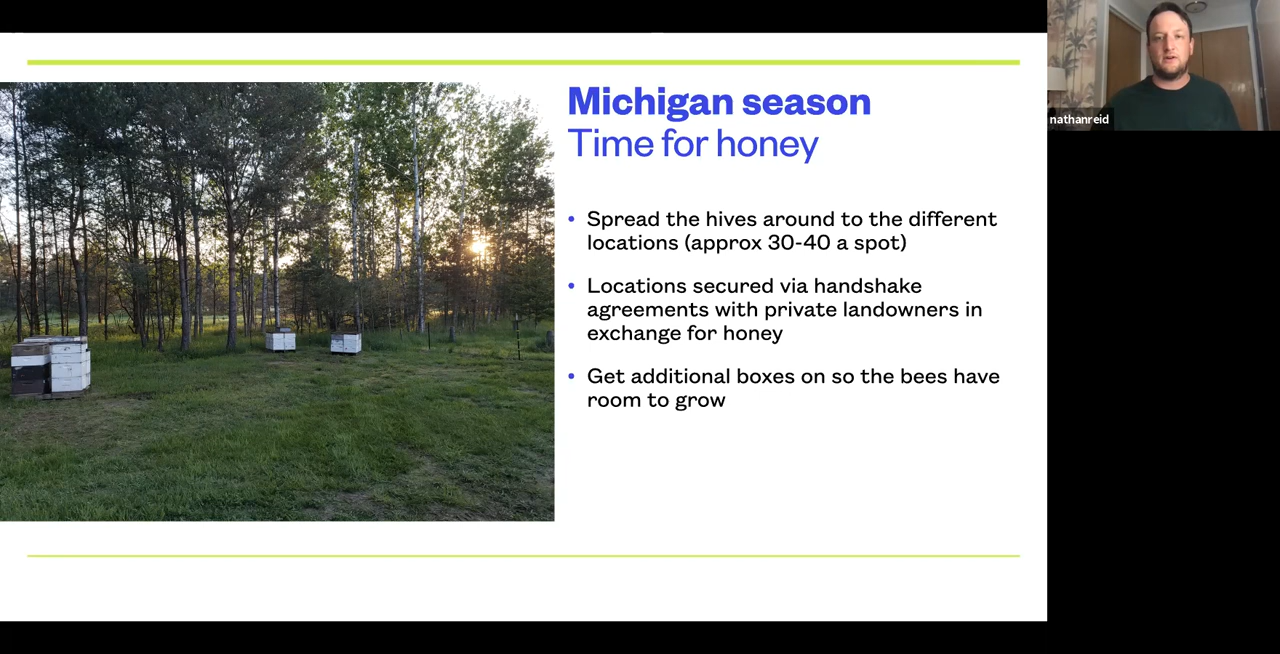 Michigan season
Time for honey
• Spread the hives around to the different
locations (approx 30-40 a spot)
• Locations secured via handshake
agreements with private landowners in
exchange for honey
• Get additional boxes on so the bees have
room to grow
nathanreid